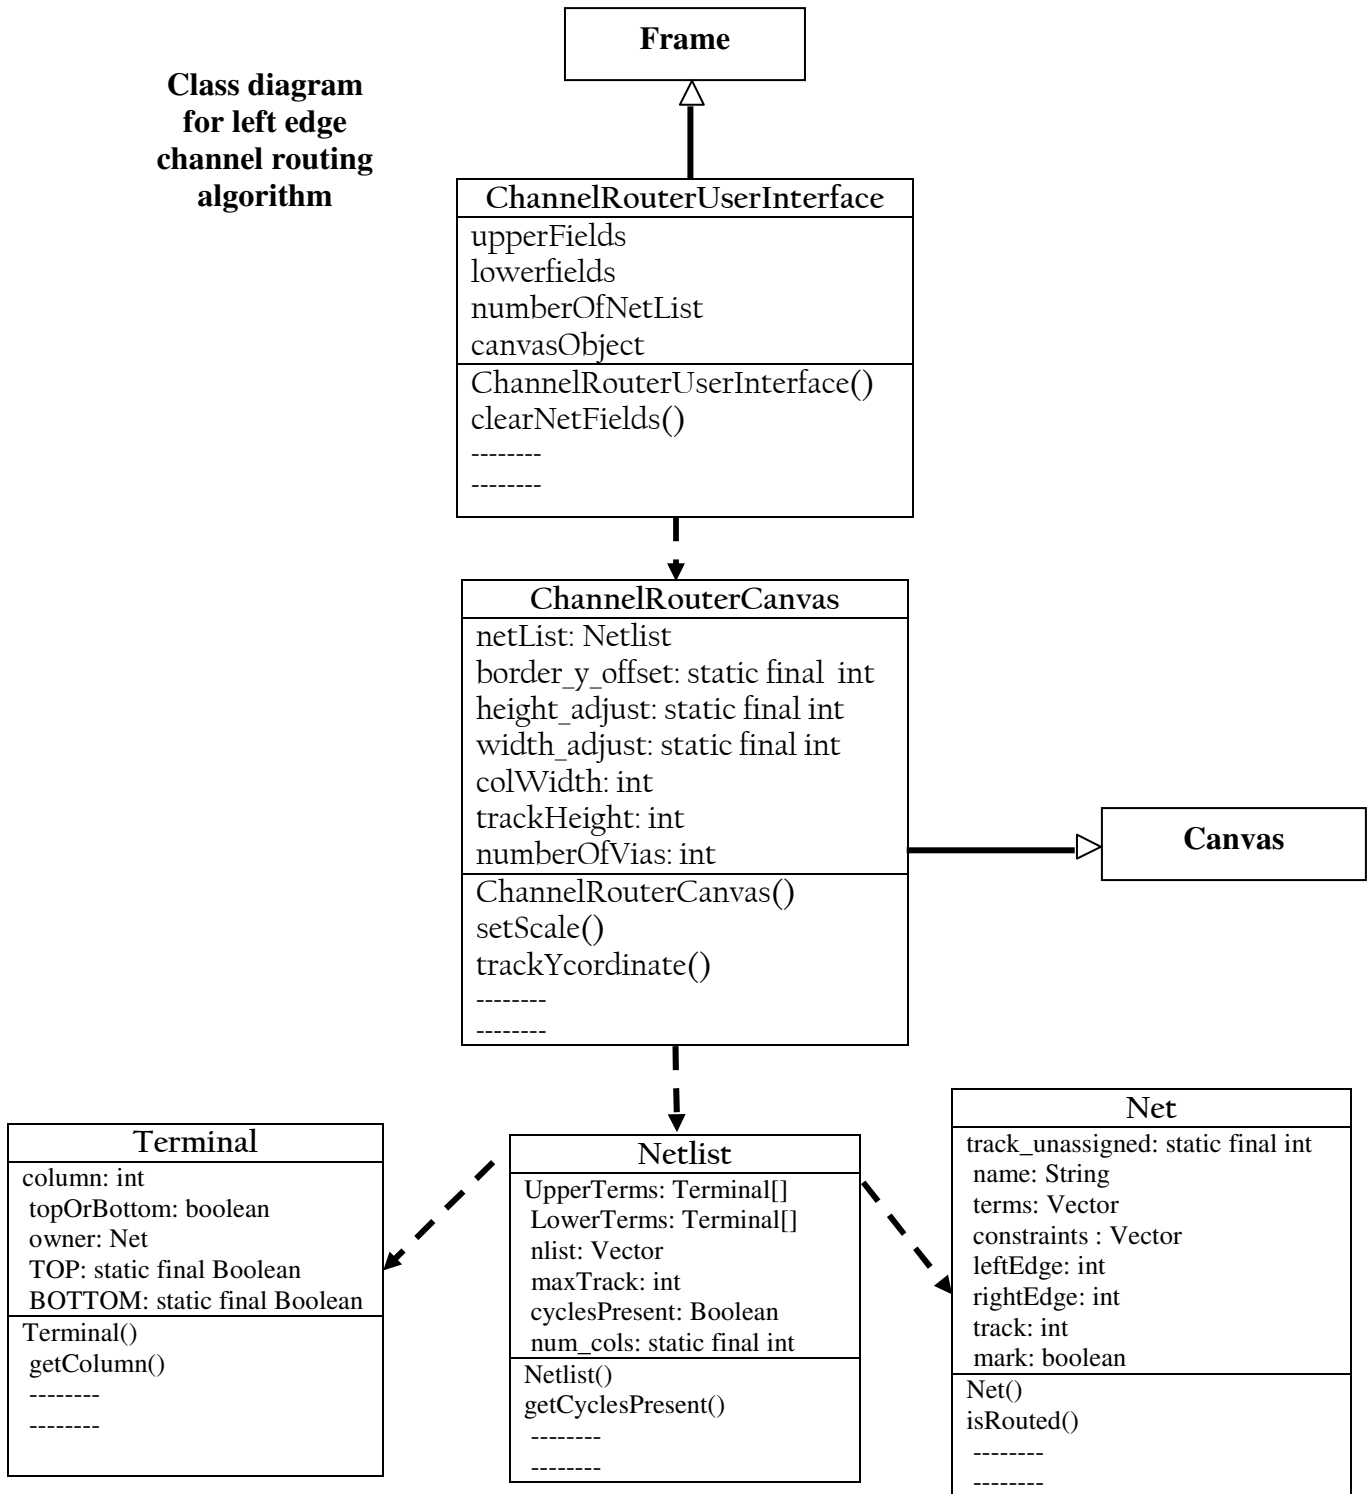 Frame
Class diagram
for left edge
channel routing
algorithm
ChannelRouterUserInterface
upperFields
lowerfields
numberOfNetList
canvasObject
ChannelRouterUserInterface()
clearNetFields()
--------
--------
ChannelRouterCanvas
netList: Netlist
border_y_offset: static final int
height_adjust: static final int
width_adjust: static final int
colWidth: int
trackHeight: int
numberOfVias: int
ChannelRouterCanvas()
setScale()
trackYcordinate()
--------
--------
Canvas
Terminal
column: int
topOrBottom: boolean
owner: Net
TOP: static final Boolean
BOTTOM: static final Boolean
Terminal()
getColumn()
--------
--------
Netlist
UpperTerms: Terminal[]
LowerTerms: Terminal[]
nlist: Vector
maxTrack: int
cyclesPresent: Boolean
num_cols: static final int
Netlist()
getCyclesPresent()
--------
--------
Net
track_unassigned: static final int
name: String
terms: Vector
constraints : Vector
leftEdge: int
rightEdge: int
track: int
mark: boolean
Net()
isRouted()
--------
--------